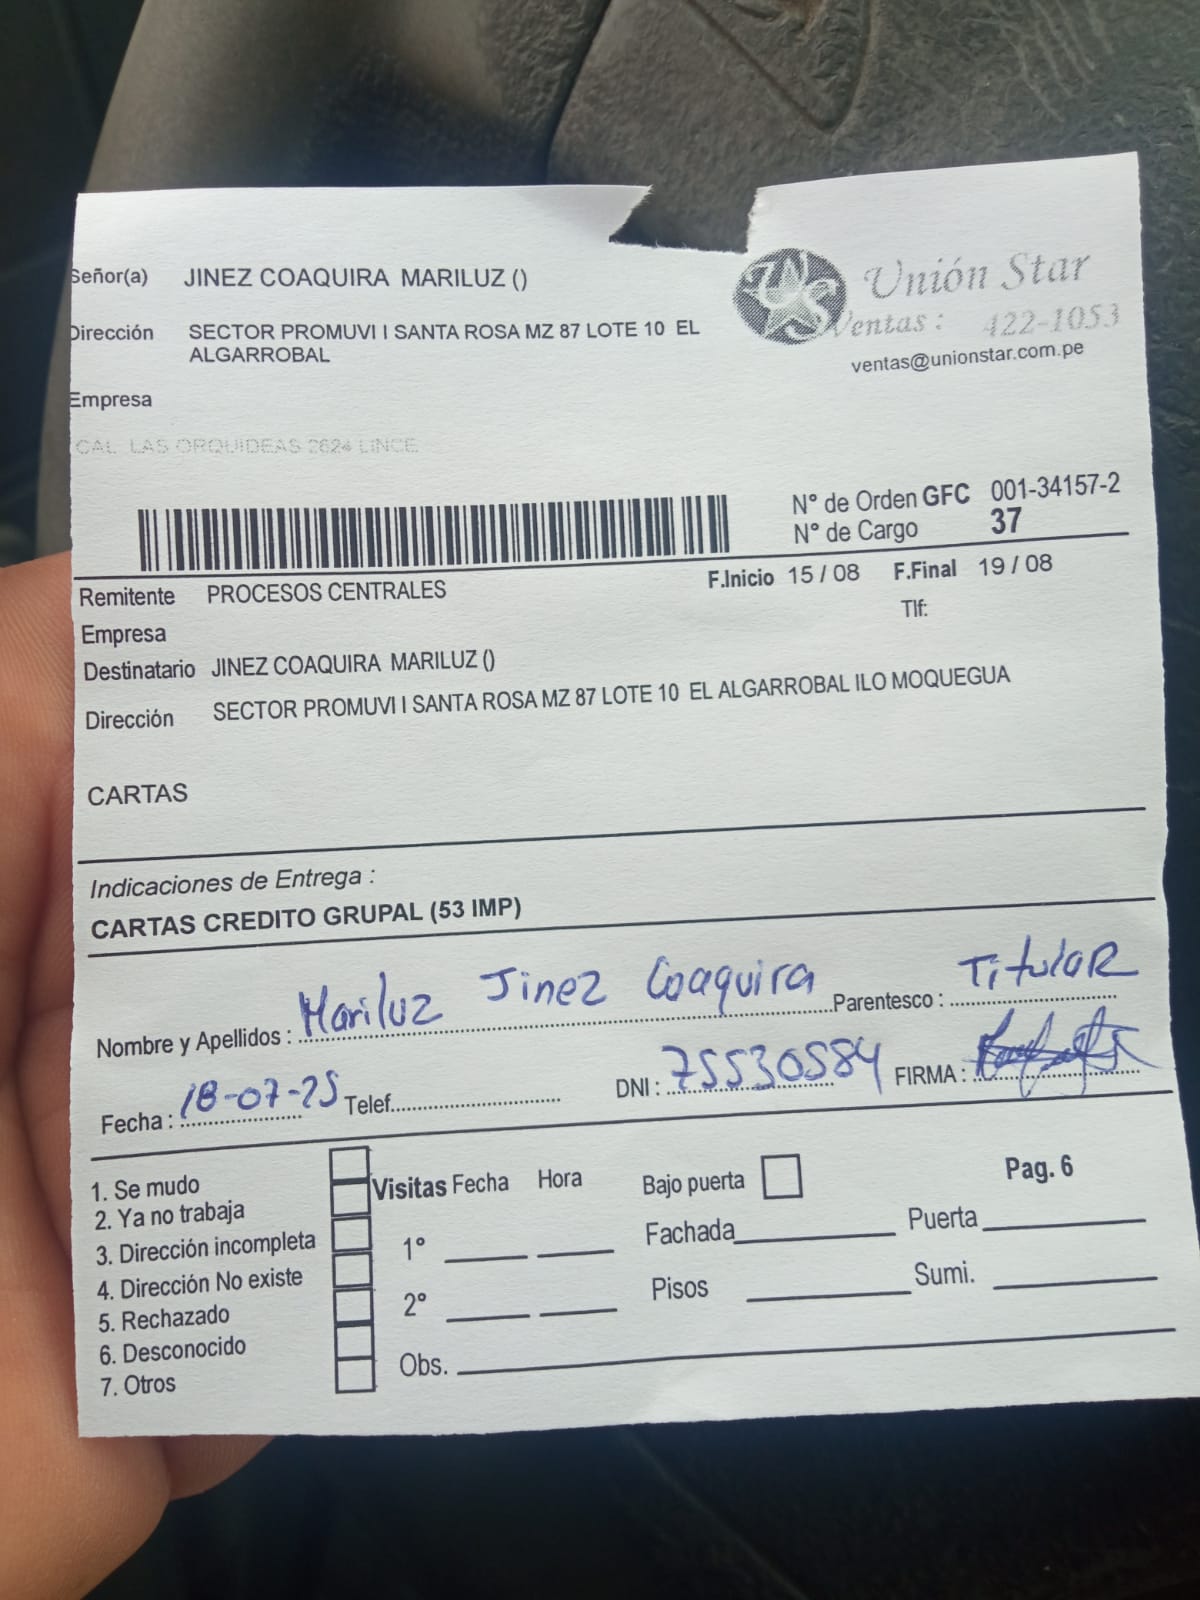 Señor(a) JINEZ COAQUIRA MARILUZ ()
Dirección SECTOR PROMUVI I SANTA ROSA MZ 87 LOTE 10 EL
ALGARROBAL
Unión Star
Ventas : 422-1053
ventas@unionstar.com.pe
Empresa
CAL. LAS ORQUIDEAS 2624 LINCE
N° de Orden GFC 001-34157-2
N° de Cargo 37
Remitente PROCESOS CENTRALES F.Inicio 15 / 08 F.Final 19 / 08
Empresa Tlf:
Destinatario JINEZ COAQUIRA MARILUZ ()
Dirección SECTOR PROMUVI I SANTA ROSA MZ 87 LOTE 10 EL ALGARROBAL ILO MOQUEGUA
CARTAS
Indicaciones de Entrega :
CARTAS CREDITO GRUPAL (53 IMP)
Nombre y Apellidos : Mariluz Jinez Coaquira Parentesco : TitulaR
Fecha : 18-07-25 Telef. DNI : 75530584 FIRMA :
1. Se mudo
2. Ya no trabaja
3. Dirección incompleta
4. Dirección No existe
5. Rechazado
6. Desconocido
7. Otros
Visitas Fecha Hora
1°
2°
Obs.
Bajo puerta Pag. 6
Fachada Puerta
Pisos Sumi.